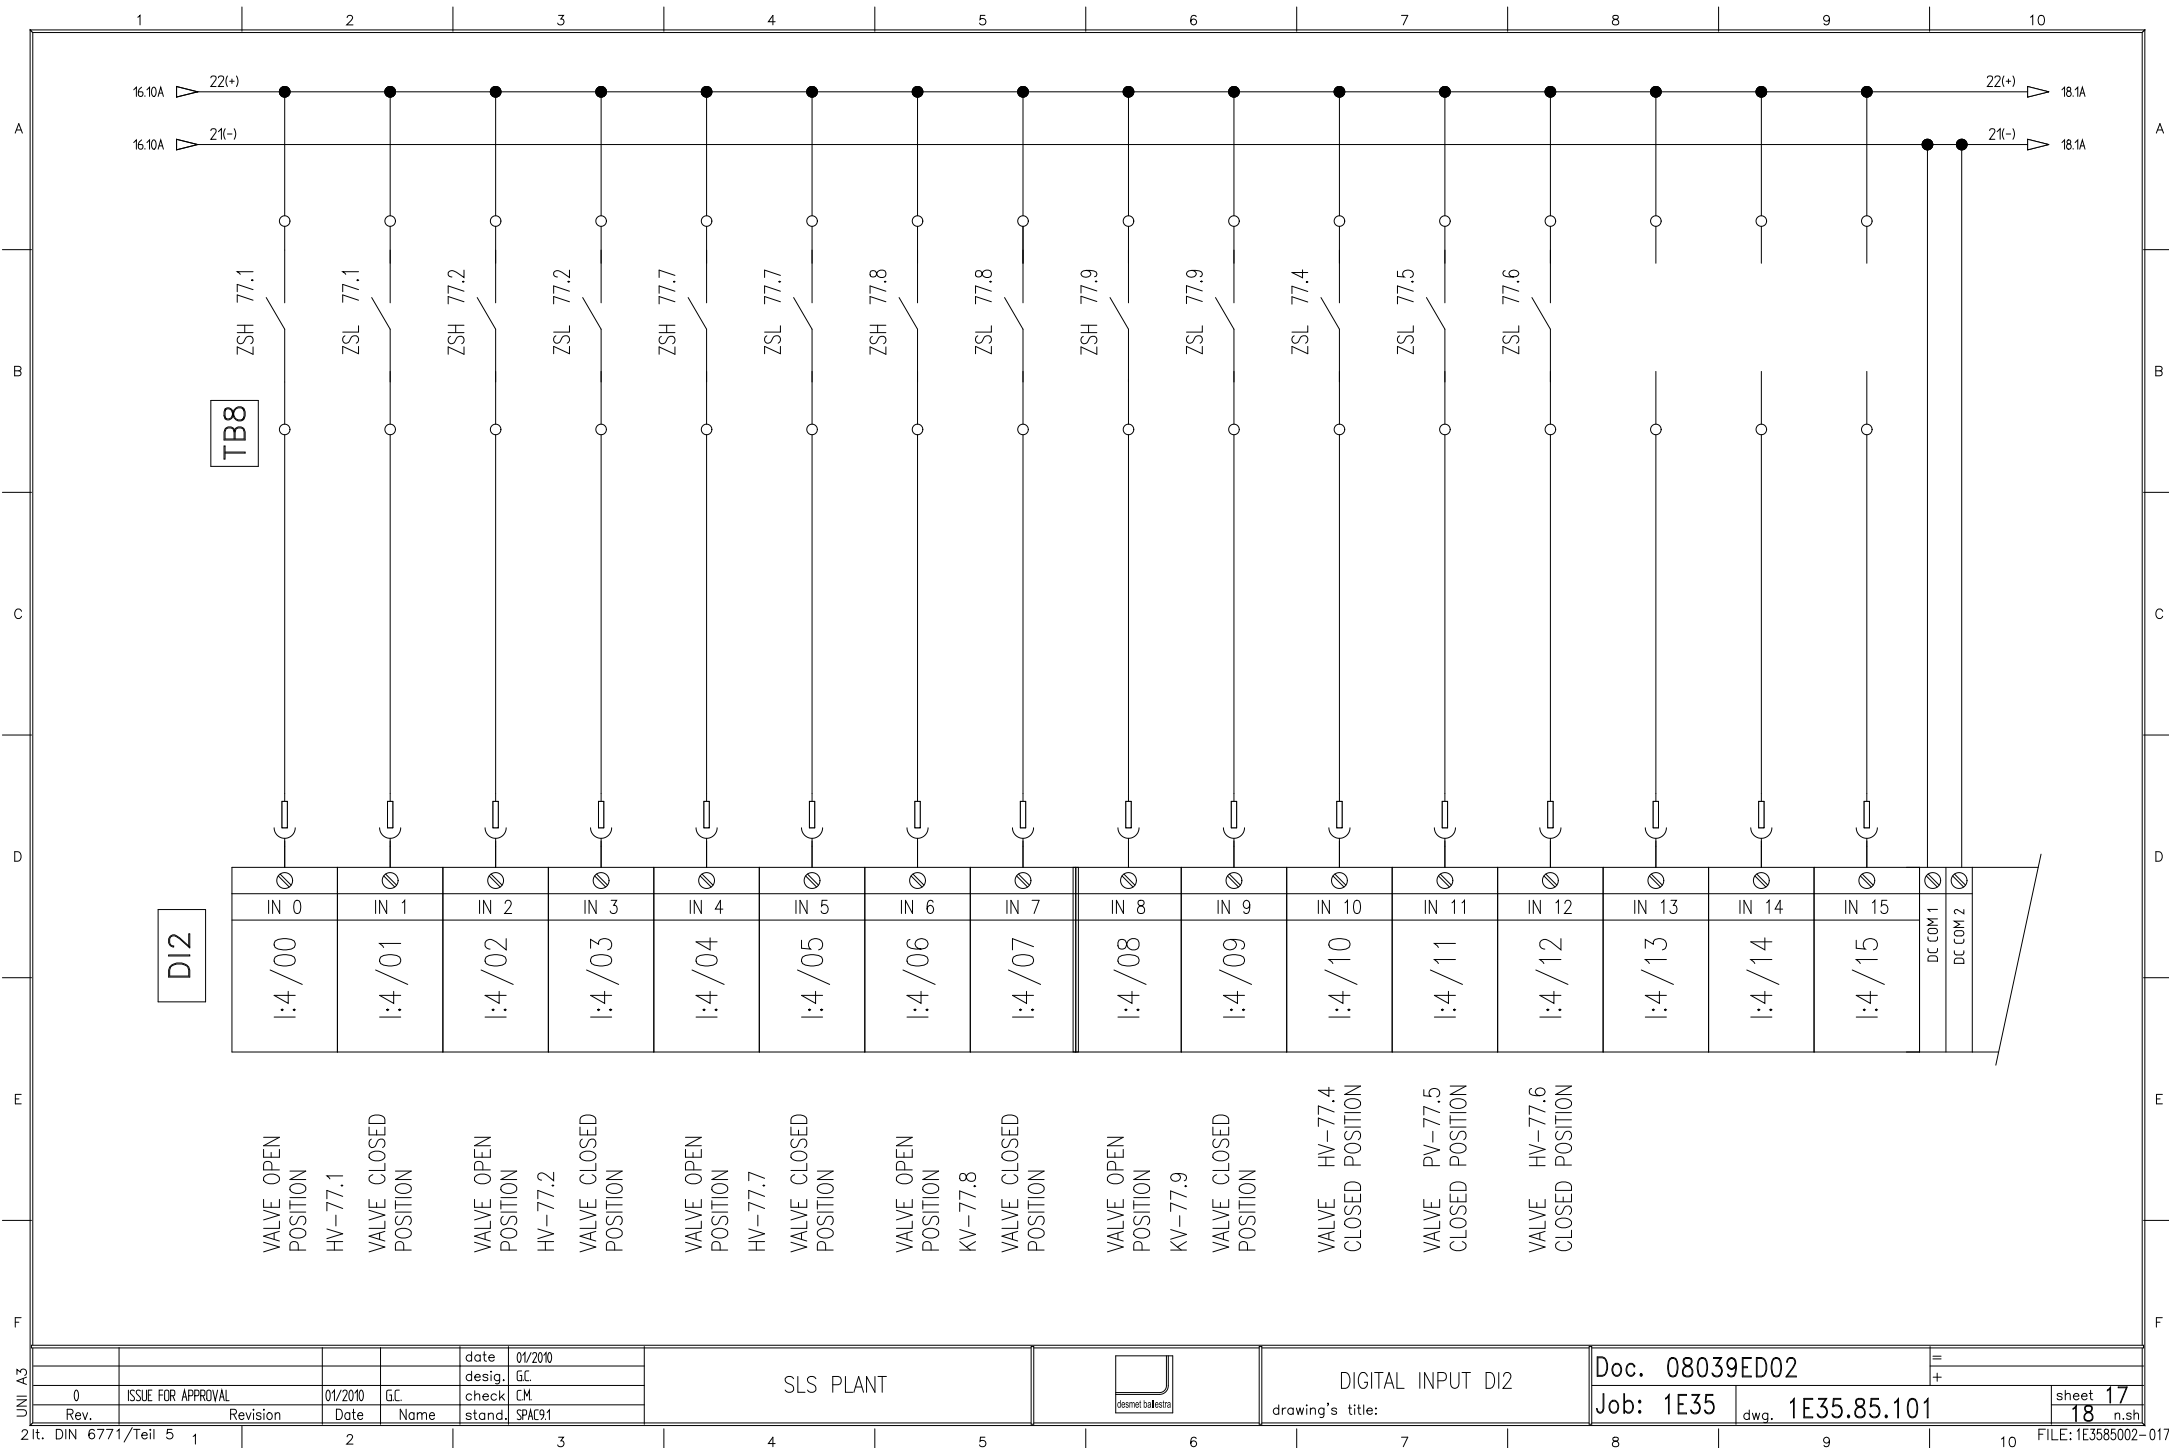 1 2 3 4 5 6 7 8 9 10
16.10A 22(+) 22(+) 18.1A
A A
16.10A 21(-) 21(-) 18.1A
ZSH 77.1
ZSL 77.1
ZSH 77.2
ZSL 77.2
ZSH 77.7
ZSL 77.7
ZSH 77.8
ZSL 77.8
ZSH 77.9
ZSL 77.9
ZSL 77.4
ZSL 77.5
ZSL 77.6
B B
TB8
C C
D D
IN 0 IN 1 IN 2 IN 3 IN 4 IN 5 IN 6 IN 7 IN 8 IN 9 IN 10 IN 11 IN 12 IN 13 IN 14 IN 15
DC COM 1
DC COM 2
DI2
I:4/00
I:4/01
I:4/02
I:4/03
I:4/04
I:4/05
I:4/06
I:4/07
I:4/08
I:4/09
I:4/10
I:4/11
I:4/12
I:4/13
I:4/14
I:4/15
E E
VALVE OPEN
POSITION
HV-77.1
VALVE CLOSED
POSITION
VALVE OPEN
POSITION
HV-77.2
VALVE CLOSED
POSITION
VALVE OPEN
POSITION
HV-77.7
VALVE CLOSED
POSITION
VALVE OPEN
POSITION
KV-77.8
VALVE CLOSED
POSITION
VALVE OPEN
POSITION
KV-77.9
VALVE CLOSED
POSITION
VALVE HV-77.4
CLOSED POSITION
VALVE PV-77.5
CLOSED POSITION
VALVE HV-77.6
CLOSED POSITION
F F
UNI A3
date 01/2010
desig. G.C.
0 ISSUE FOR APPROVAL 01/2010 G.C. check C.M.
Rev. Revision Date Name stand. SPAC9.1
SLS PLANT
desmet ballestra
DIGITAL INPUT DI2
drawing's title:
Doc. 08039ED02
=
+
Job: 1E35 dwg. 1E35.85.101
sheet 17
18 n.sh
2lt. DIN 6771/Teil 5
FILE: 1E3585002-017
1 2 3 4 5 6 7 8 9 10